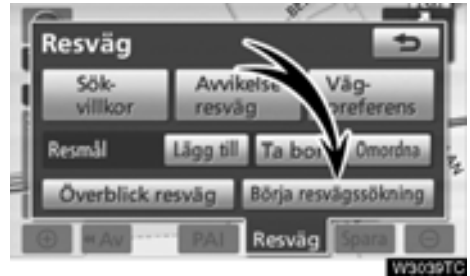 Resväg
Sök- Avvikelse Väg-
villkor resväg preferens
Resmål Lägg till Ta bort Omordna
Överblick resväg Börja resvägssökning
«Av PAI Resväg Spara
W3039TC